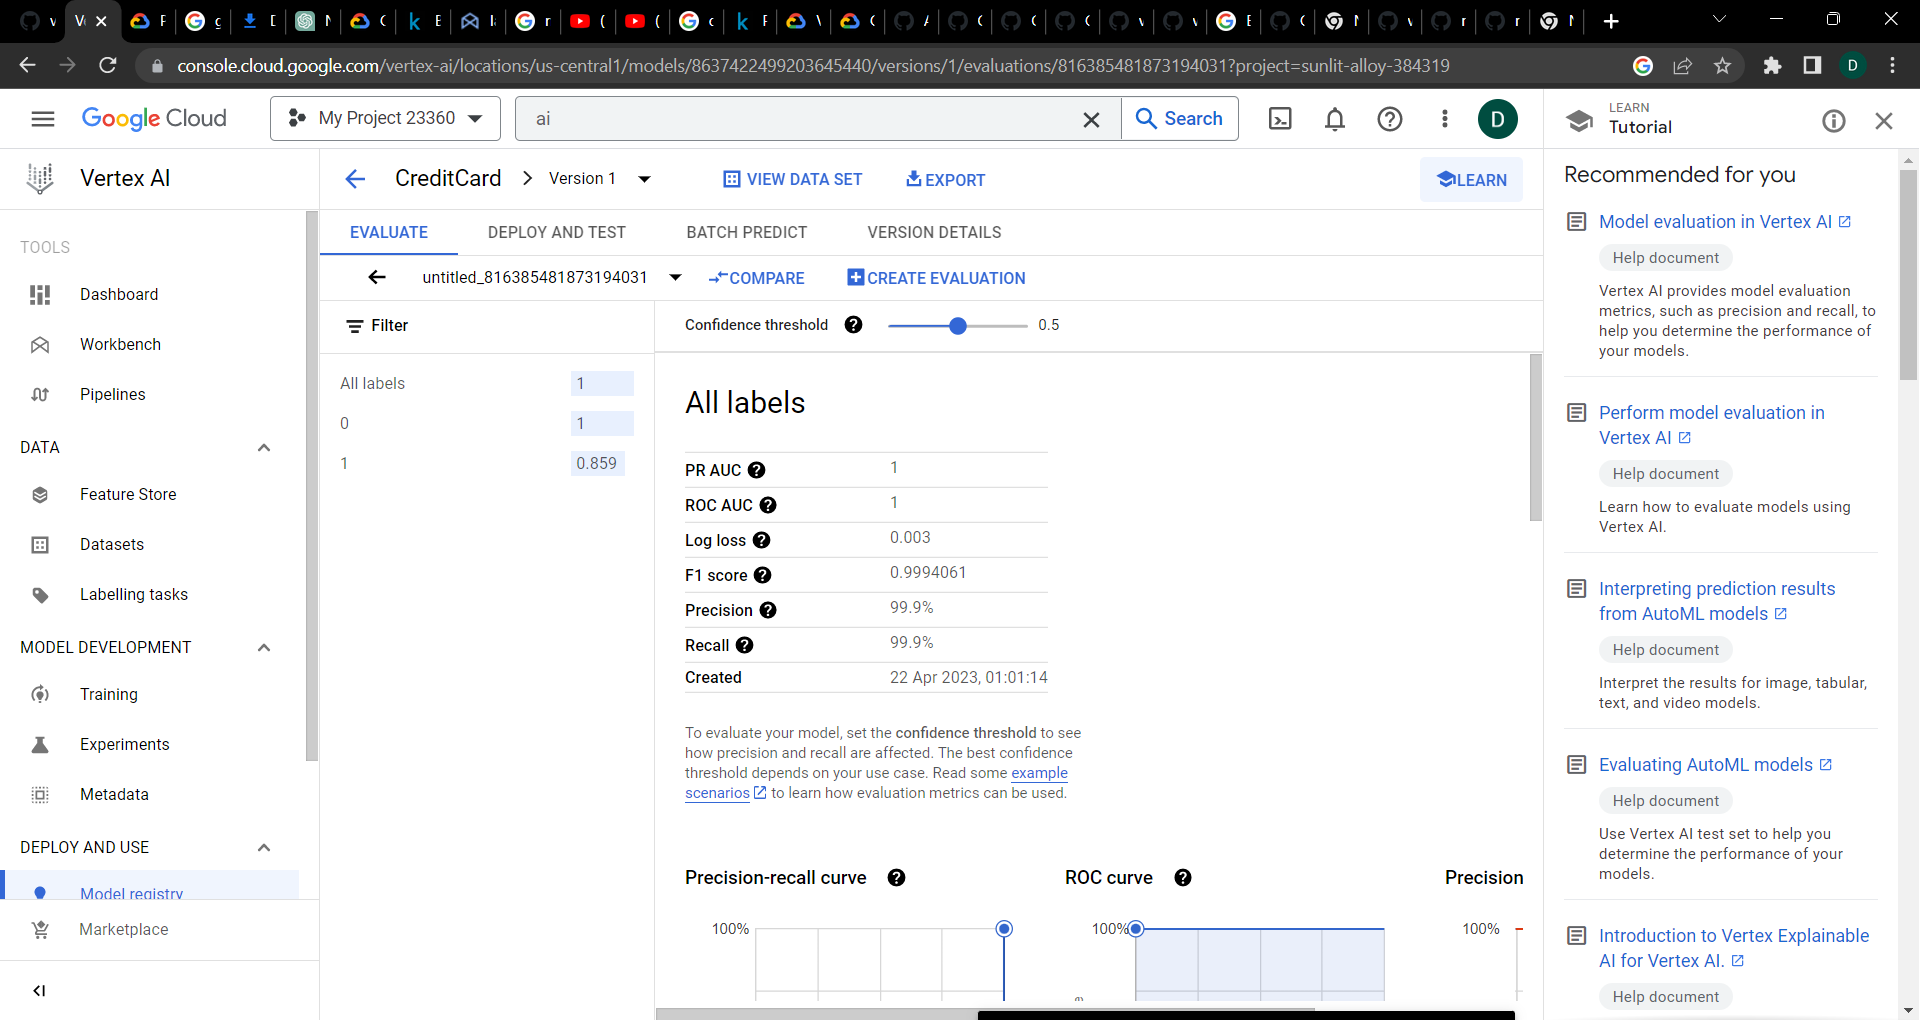 console.cloud.google.com/vertex-ai/locations/us-central1/models/8637422499203645440/versions/1/evaluations/816385481873194031?project=sunlit-alloy-384319
D
Google Cloud
My Project 23360
ai
Search
D
LEARN
Tutorial
Vertex AI
CreditCard
Version 1
VIEW DATA SET
EXPORT
LEARN
Recommended for you
TOOLS
Dashboard
Workbench
Pipelines
DATA
Feature Store
Datasets
Labelling tasks
MODEL DEVELOPMENT
Training
Experiments
Metadata
DEPLOY AND USE
Model registry
Marketplace
EVALUATE
DEPLOY AND TEST
BATCH PREDICT
VERSION DETAILS
untitled_816385481873194031
COMPARE
CREATE EVALUATION
Filter
Confidence threshold
0.5
All labels 1
0 1
1 0.859
All labels
PR AUC 1
ROC AUC 1
Log loss 0.003
F1 score 0.9994061
Precision 99.9%
Recall 99.9%
Created 22 Apr 2023, 01:01:14
To evaluate your model, set the confidence threshold to see
how precision and recall are affected. The best confidence
threshold depends on your use case. Read some example
scenarios to learn how evaluation metrics can be used.
Precision-recall curve
ROC curve
Precision
100%
100%
100%
Model evaluation in Vertex AI
Help document
Vertex AI provides model evaluation
metrics, such as precision and recall, to
help you determine the performance of
your models.
Perform model evaluation in
Vertex AI
Help document
Learn how to evaluate models using
Vertex AI.
Interpreting prediction results
from AutoML models
Help document
Interpret the results for image, tabular,
text, and video models.
Evaluating AutoML models
Help document
Use Vertex AI test set to help you
determine the performance of your
models.
Introduction to Vertex Explainable
AI for Vertex AI.
Help document